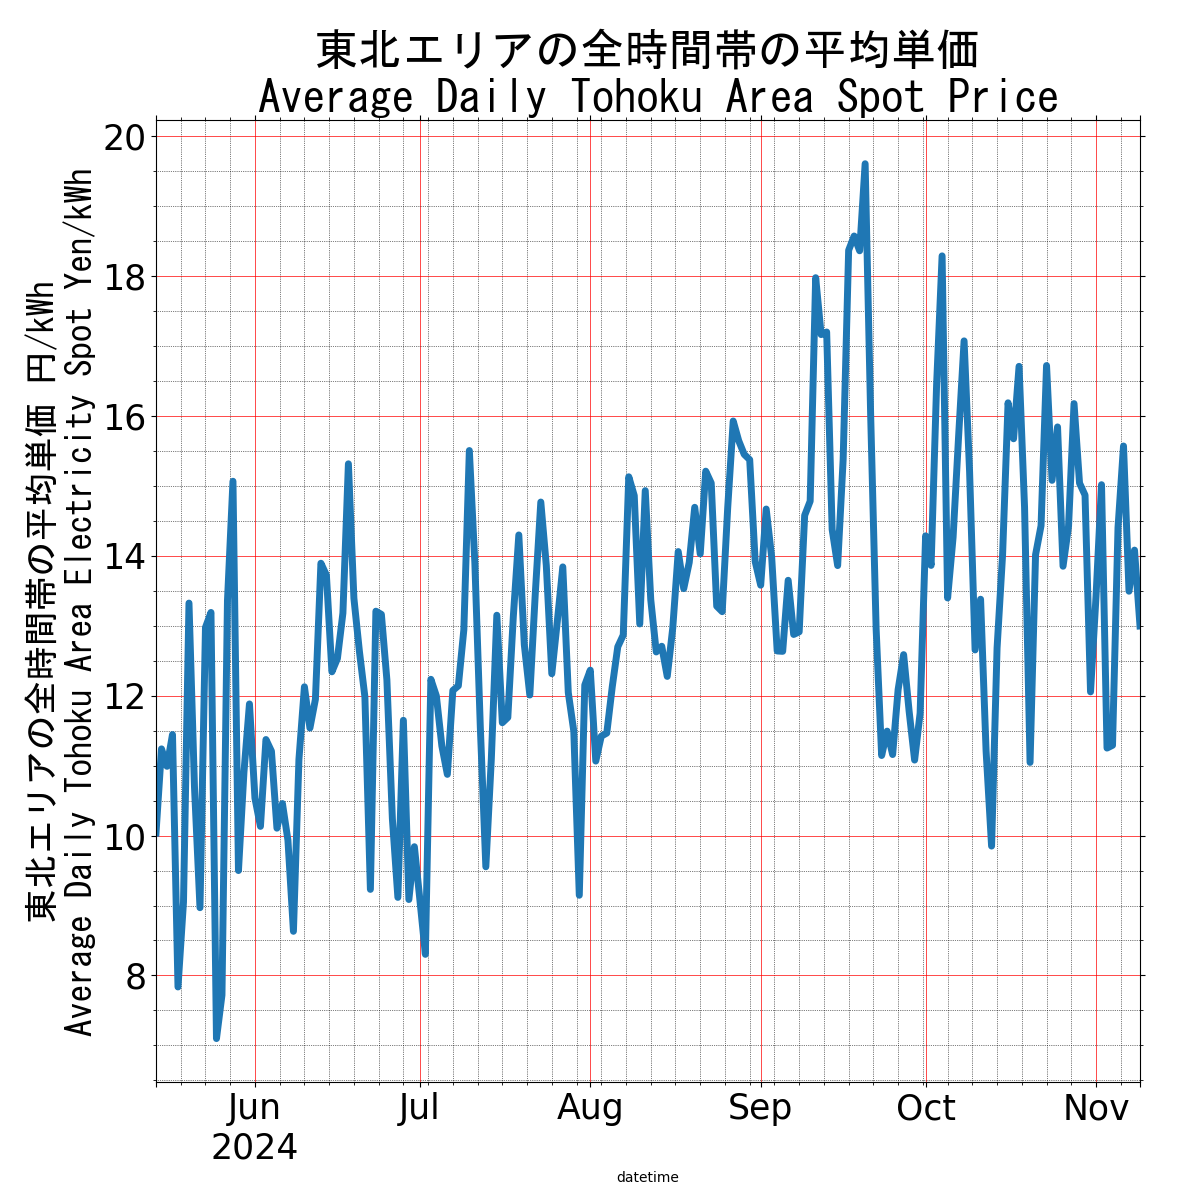 東北エリアの全時間帯の平均単価
Average Daily Tohoku Area Spot Price
東北エリアの全時間帯の平均単価 円/kWh
Average Daily Tohoku Area Electricity Spot Yen/kWh
20
18
16
14
12
10
8
Jun
2024
Jul
Aug
Sep
Oct
Nov
datetime